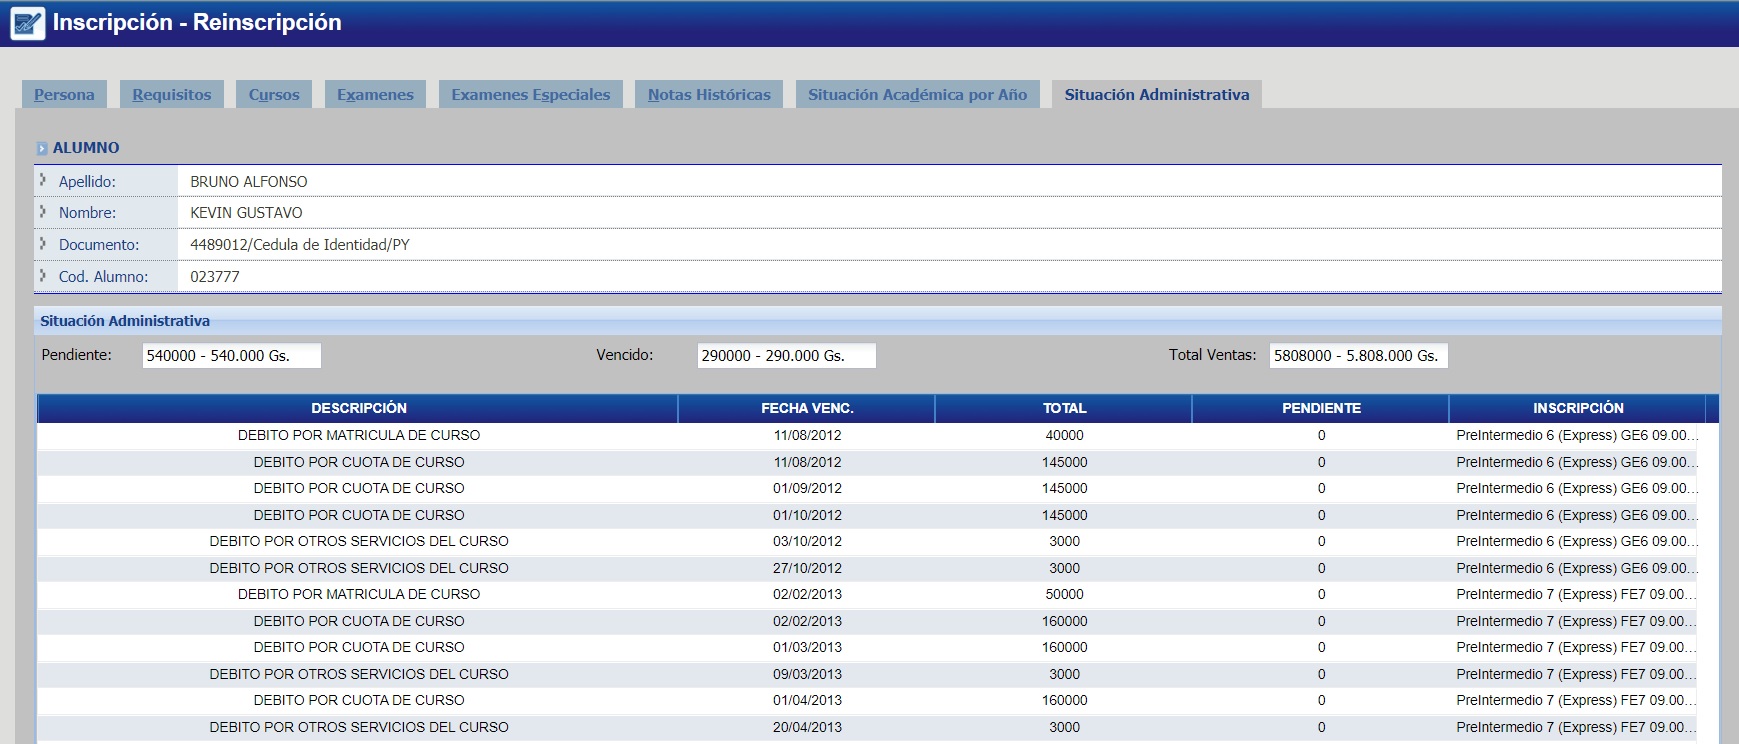 Inscripción - Reinscripción
Persona Requisitos Cursos Examenes Examenes Especiales Notas Históricas Situación Académica por Año Situación Administrativa
ALUMNO
Apellido: BRUNO ALFONSO
Nombre: KEVIN GUSTAVO
Documento: 4489012/Cedula de Identidad/PY
Cod. Alumno: 023777
Situación Administrativa
Pendiente: 540000 - 540.000 Gs. Vencido: 290000 - 290.000 Gs. Total Ventas: 5808000 - 5.808.000 Gs.
DESCRIPCIÓN FECHA VENC. TOTAL PENDIENTE INSCRIPCIÓN
DEBITO POR MATRICULA DE CURSO 11/08/2012 40000 0 PreIntermedio 6 (Express) GE6 09.00...
DEBITO POR CUOTA DE CURSO 11/08/2012 145000 0 PreIntermedio 6 (Express) GE6 09.00...
DEBITO POR CUOTA DE CURSO 01/09/2012 145000 0 PreIntermedio 6 (Express) GE6 09.00...
DEBITO POR CUOTA DE CURSO 01/10/2012 145000 0 PreIntermedio 6 (Express) GE6 09.00...
DEBITO POR OTROS SERVICIOS DEL CURSO 03/10/2012 3000 0 PreIntermedio 6 (Express) GE6 09.00...
DEBITO POR OTROS SERVICIOS DEL CURSO 27/10/2012 3000 0 PreIntermedio 6 (Express) GE6 09.00...
DEBITO POR MATRICULA DE CURSO 02/02/2013 50000 0 PreIntermedio 7 (Express) FE7 09.00...
DEBITO POR CUOTA DE CURSO 02/02/2013 160000 0 PreIntermedio 7 (Express) FE7 09.00...
DEBITO POR CUOTA DE CURSO 01/03/2013 160000 0 PreIntermedio 7 (Express) FE7 09.00...
DEBITO POR OTROS SERVICIOS DEL CURSO 09/03/2013 3000 0 PreIntermedio 7 (Express) FE7 09.00...
DEBITO POR CUOTA DE CURSO 01/04/2013 160000 0 PreIntermedio 7 (Express) FE7 09.00...
DEBITO POR OTROS SERVICIOS DEL CURSO 20/04/2013 3000 0 PreIntermedio 7 (Express) FE7 09.00...